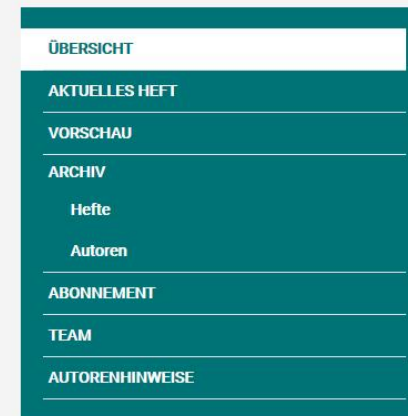 ÜBERSICHT
AKTUELLES HEFT
VORSCHAU
ARCHIV
Hefte
Autoren
ABONNEMENT
TEAM
AUTORENHINWEISE